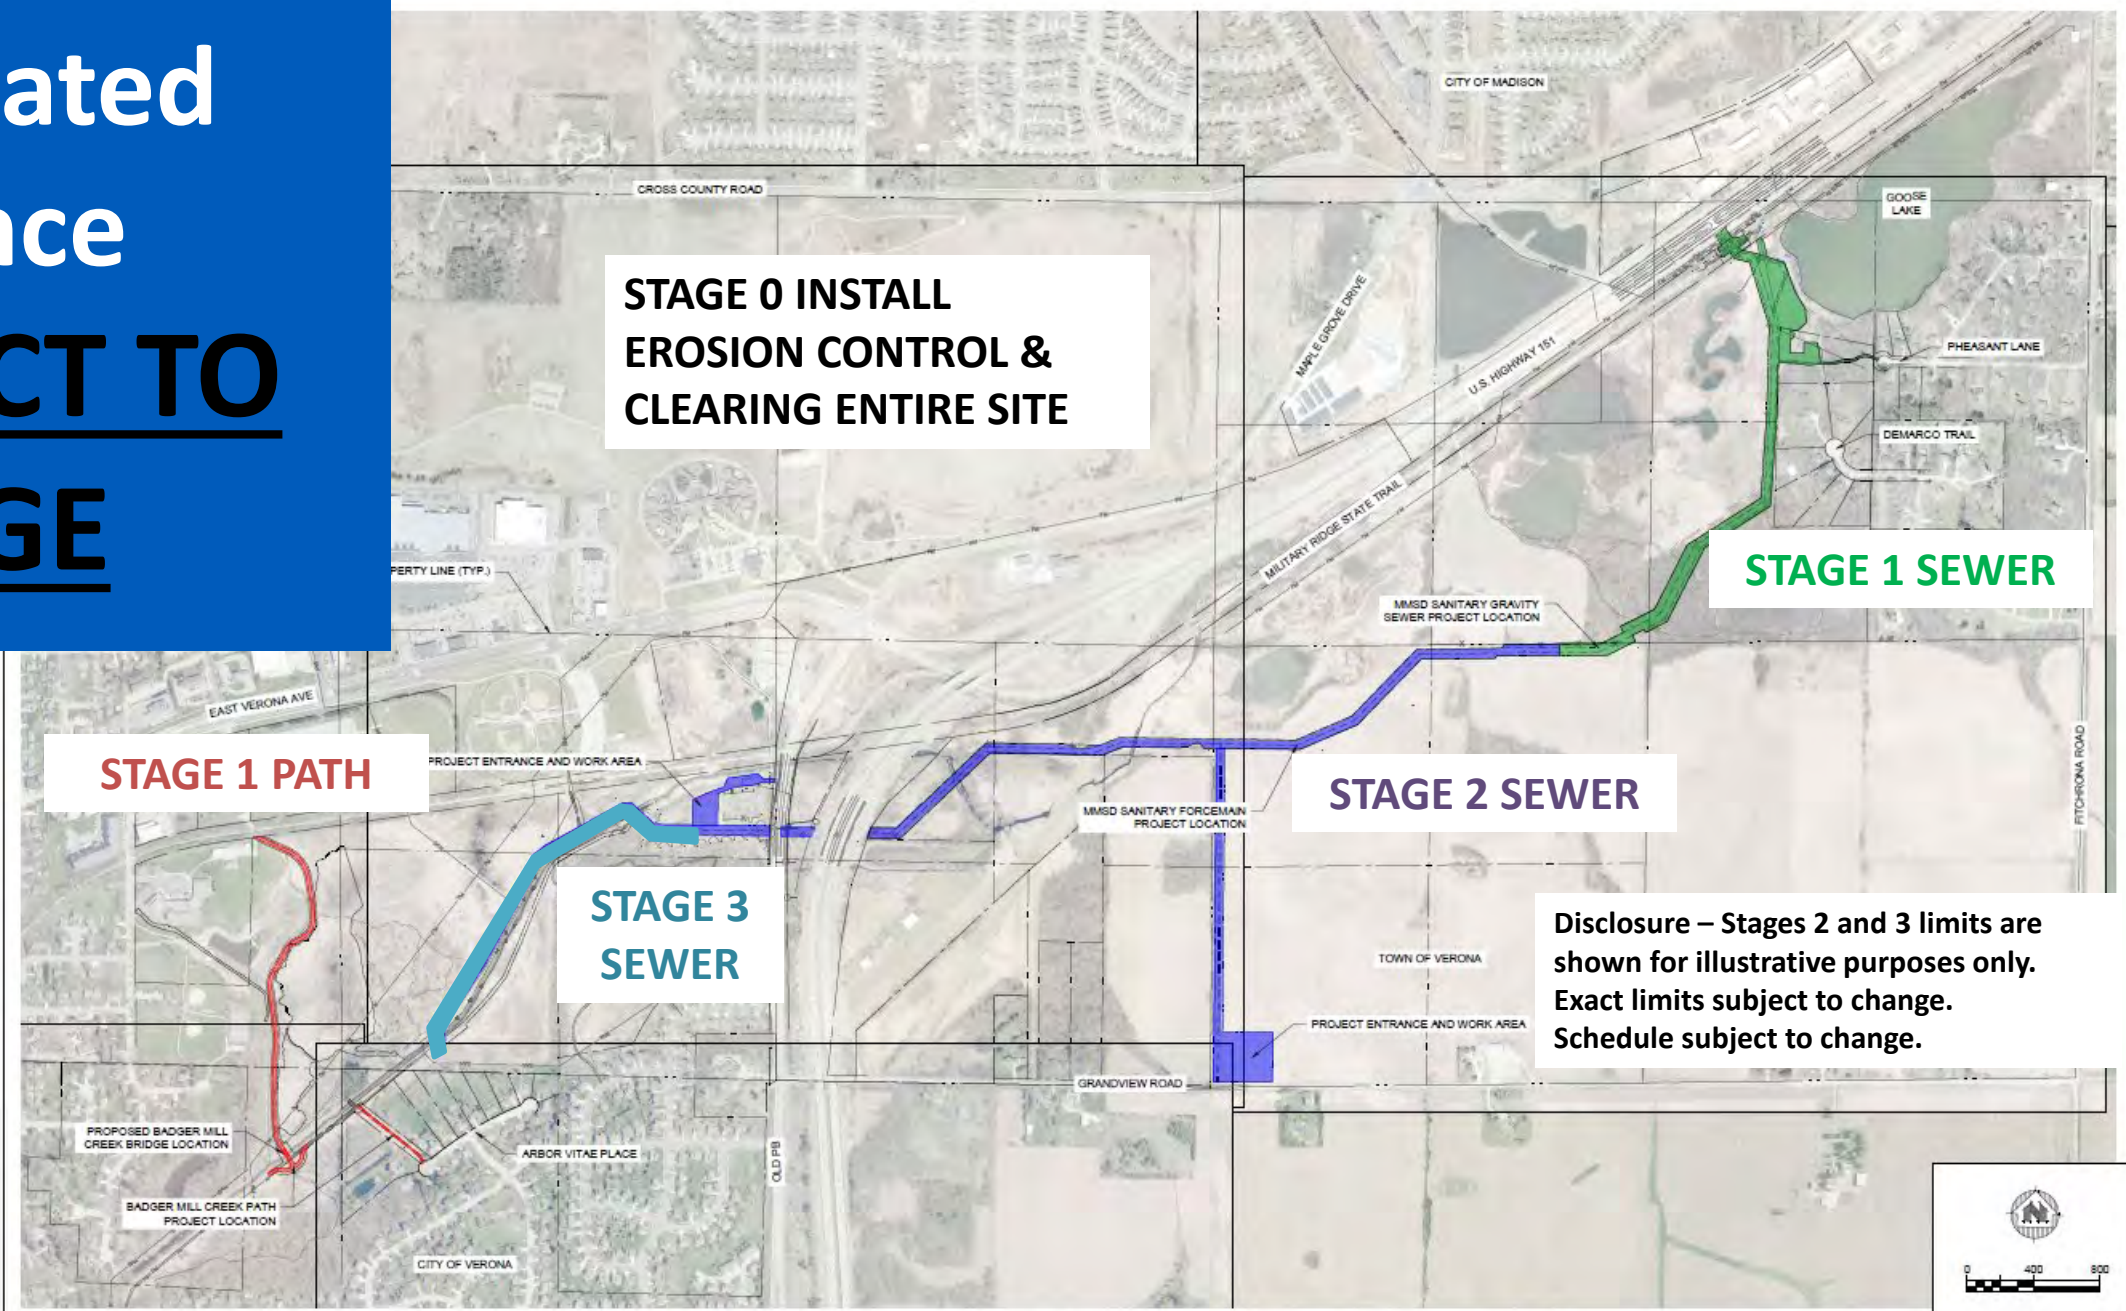 ated
nce
CT TO
GE
CITY OF MADISON
CROSS COUNTY ROAD
GOOSE
LAKE
STAGE 0 INSTALL
EROSION CONTROL &
CLEARING ENTIRE SITE
MAPLE GROVE DRIVE
U.S. HIGHWAY 151
PHEASANT LANE
DEMARCO TRAIL
MILITARY RIDGE STATE TRAIL
PERTY LINE (TYP.)
STAGE 1 SEWER
MMSD SANITARY GRAVITY
SEWER PROJECT LOCATION
EAST VERONA AVE
STAGE 1 PATH
PROJECT ENTRANCE AND WORK AREA
STAGE 2 SEWER
MMSD SANITARY FORCEMAIN
PROJECT LOCATION
FITCHRONA ROAD
STAGE 3
SEWER
Disclosure – Stages 2 and 3 limits are
shown for illustrative purposes only.
Exact limits subject to change.
Schedule subject to change.
TOWN OF VERONA
PROJECT ENTRANCE AND WORK AREA
GRANDVIEW ROAD
PROPOSED BADGER MILL
CREEK BRIDGE LOCATION
ARBOR VITAE PLACE
OLD PB
BADGER MILL CREEK PATH
PROJECT LOCATION
CITY OF VERONA
N
0 400 800